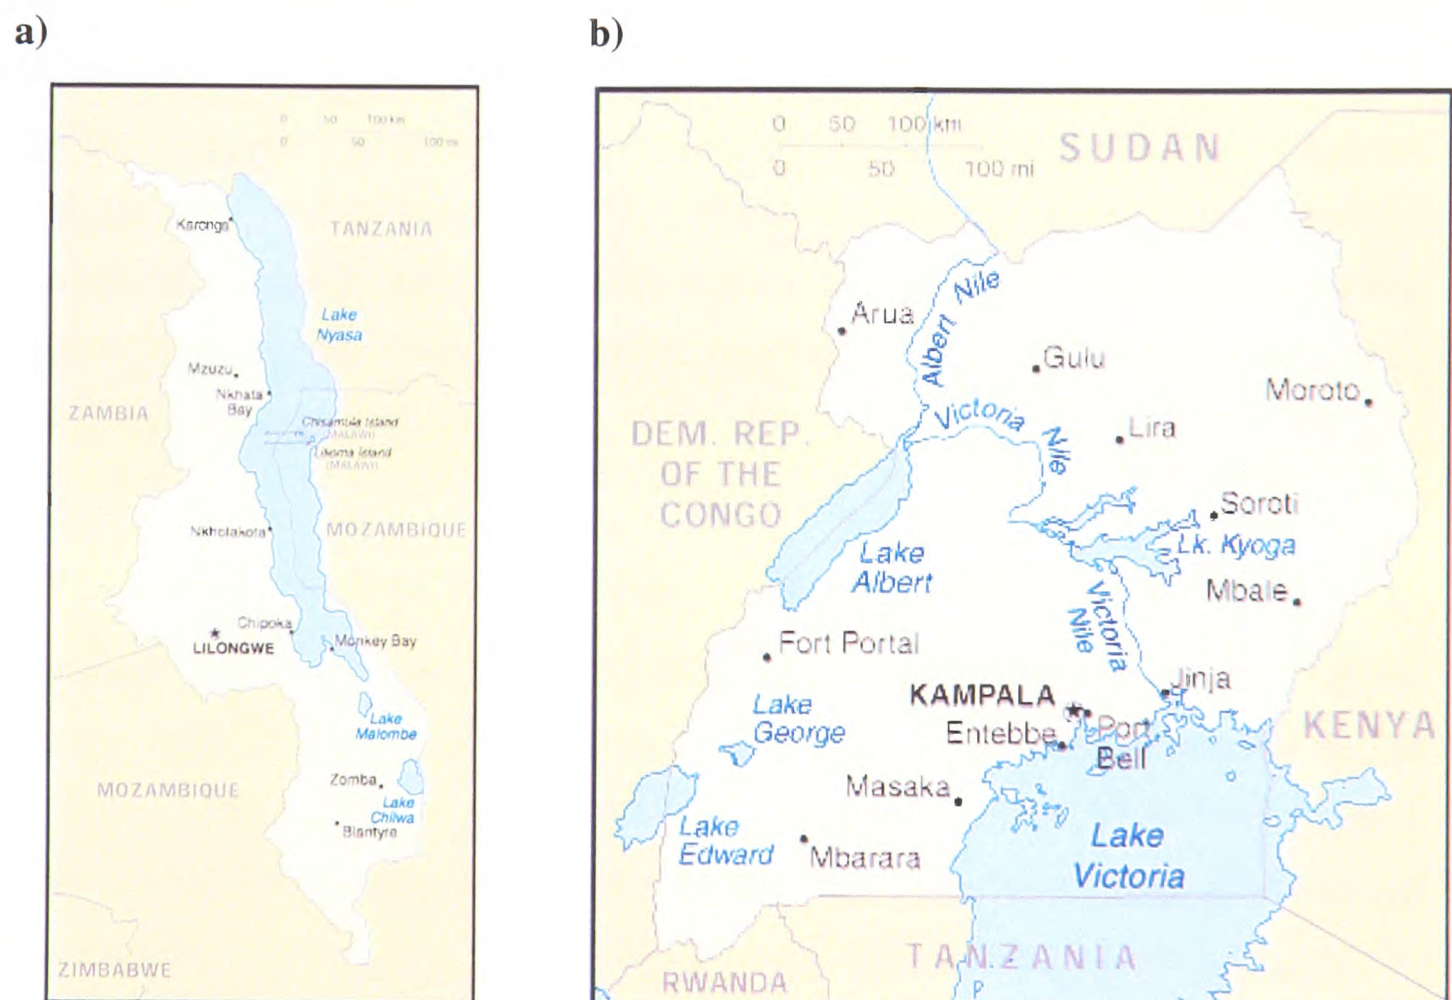 a)
0 50 100 km
0 50 100 mi
Karonga
TANZANIA
Lake
Nyasa
Mzuzu
Nkhata
Bay
ZAMBIA
Chisamula Island
(MALAWI)
Likoma Island
(MALAWI)
Nkhotakota
MOZAMBIQUE
Chipoka
LILONGWE
Monkey Bay
Lake
Malombe
MOZAMBIQUE
Zomba
Lake
Chilwa
Blantyre
ZIMBABWE
b)
0 50 100 km
0 50 100 mi
SUDAN
Albert Nile
Arua
Gulu
Moroto
Victoria Nile
Lira
DEM. REP.
OF THE
CONGO
Soroti
Lk. Kyoga
Lake
Albert
Mbale
Victoria
Nile
Fort Portal
Jinja
KAMPALA
Entebbe
Port
Bell
KENYA
Lake
George
Masaka
Lake
Edward
Mbarara
Lake
Victoria
TANZANIA
RWANDA
P